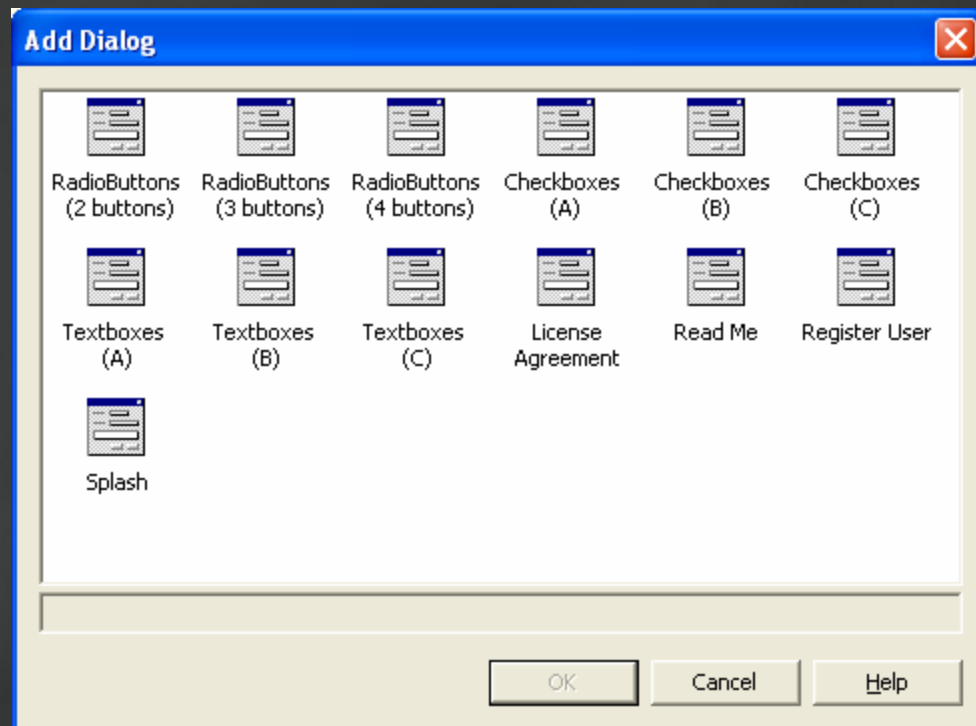 Add Dialog
RadioButtons RadioButtons RadioButtons Checkboxes Checkboxes Checkboxes
(2 buttons) (3 buttons) (4 buttons) (A) (B) (C)
Textboxes Textboxes Textboxes License Read Me Register User
(A) (B) (C) Agreement
Splash
OK Cancel Help